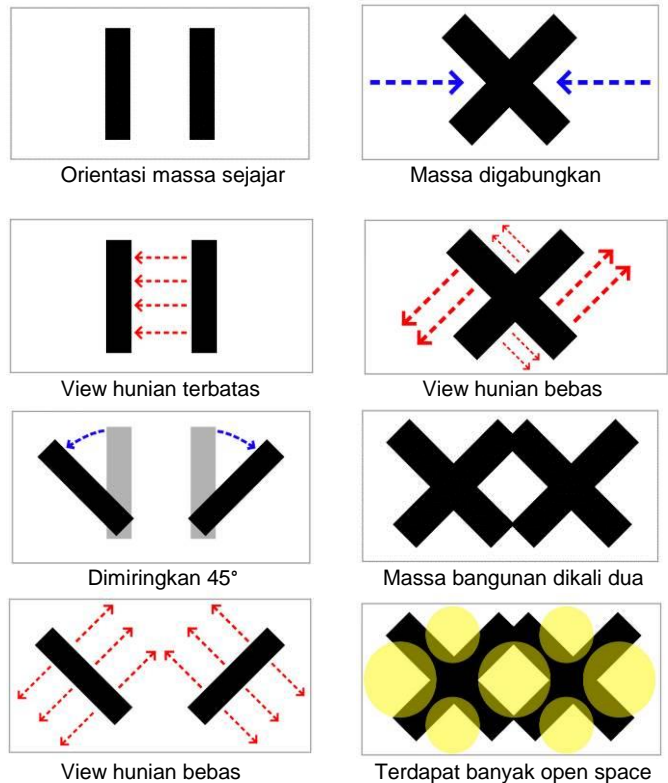 Orientasi massa sejajar
Massa digabungkan
View hunian terbatas
View hunian bebas
Dimiringkan 45°
Massa bangunan dikali dua
View hunian bebas
Terdapat banyak open space